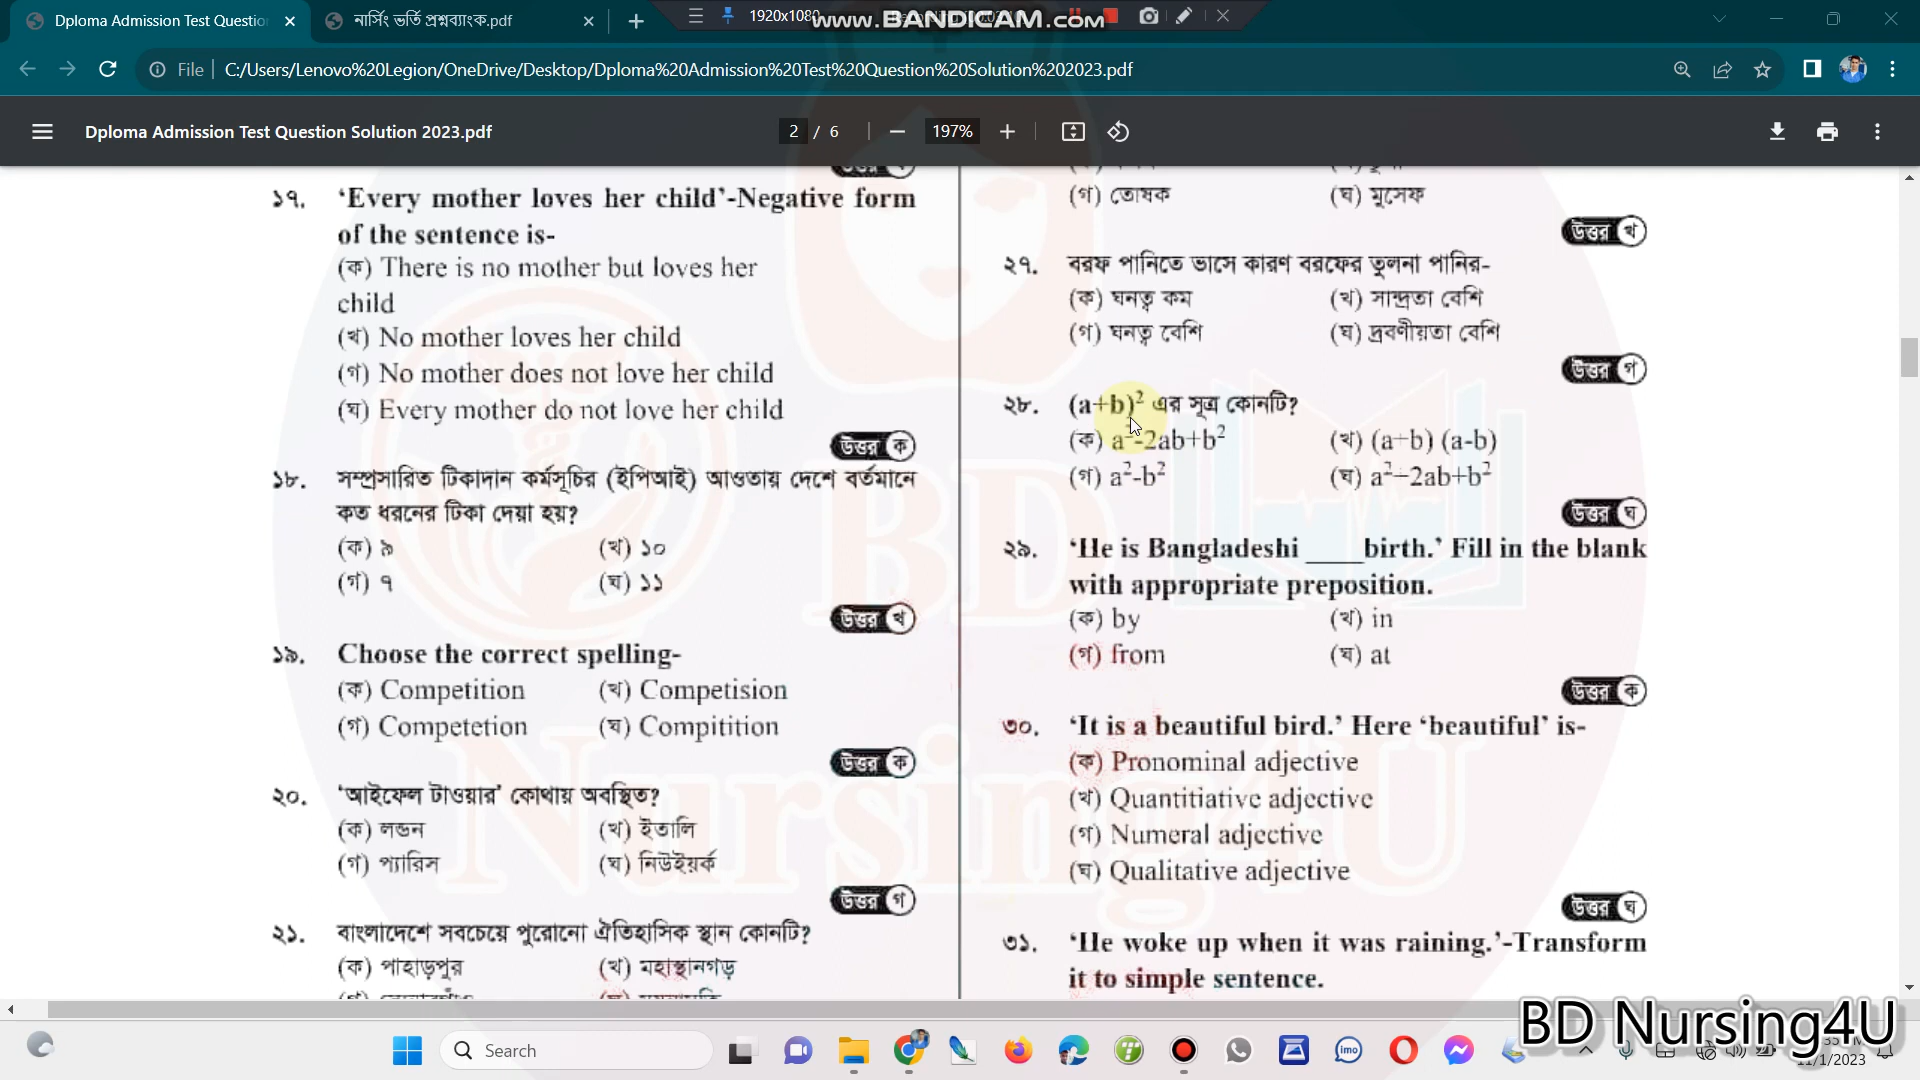 Dploma Admission Test Questio
নার্সিং ভর্তি প্রশ্নব্যাংক.pdf
1920x1080
www.BANDICAM.com
File
C:/Users/Lenovo%20Legion/OneDrive/Desktop/Dploma%20Admission%20Test%20Question%20Solution%202023.pdf
Dploma Admission Test Question Solution 2023.pdf
2 / 6
197%
১৭. ‘Every mother loves her child’-Negative form
of the sentence is-
(ক) There is no mother but loves her
child
(খ) No mother loves her child
(গ) No mother does not love her child
(ঘ) Every mother do not love her child
উত্তর ক
১৮. সম্প্রসারিত টিকাদান কর্মসূচির (ইপিআই) আওতায় দেশে বর্তমানে
কত ধরনের টিকা দেয়া হয়?
(ক) ৯ (খ) ১০
(গ) ৭ (ঘ) ১১
উত্তর খ
১৯. Choose the correct spelling-
(ক) Competition (খ) Competision
(গ) Competetion (ঘ) Compitition
উত্তর ক
২০. ‘আইফেল টাওয়ার’ কোথায় অবস্থিত?
(ক) লন্ডন (খ) ইতালি
(গ) প্যারিস (ঘ) নিউইয়র্ক
উত্তর গ
২১. বাংলাদেশে সবচেয়ে পুরোনো ঐতিহাসিক স্থান কোনটি?
(ক) পাহাড়পুর (খ) মহাস্থানগড়
(গ) তোষক (ঘ) মুসেফ
উত্তর খ
২৭. বরফ পানিতে ভাসে কারণ বরফের তুলনা পানির-
(ক) ঘনত্ব কম (খ) সান্দ্রতা বেশি
(গ) ঘনত্ব বেশি (ঘ) দ্রবণীয়তা বেশি
উত্তর গ
২৮. (a+b)² এর সূত্র কোনটি?
(ক) a²-2ab+b² (খ) (a+b) (a-b)
(গ) a²-b² (ঘ) a²+2ab+b²
উত্তর ঘ
২৯. ‘He is Bangladeshi ____birth.’ Fill in the blank
with appropriate preposition.
(ক) by (খ) in
(গ) from (ঘ) at
উত্তর ক
৩০. ‘It is a beautiful bird.’ Here ‘beautiful’ is-
(ক) Pronominal adjective
(খ) Quantitiative adjective
(গ) Numeral adjective
(ঘ) Qualitative adjective
উত্তর ঘ
৩১. ‘He woke up when it was raining.’-Transform
it to simple sentence.
BD
Nursing4U
BD Nursing4U
Search
imo
11/1/2023